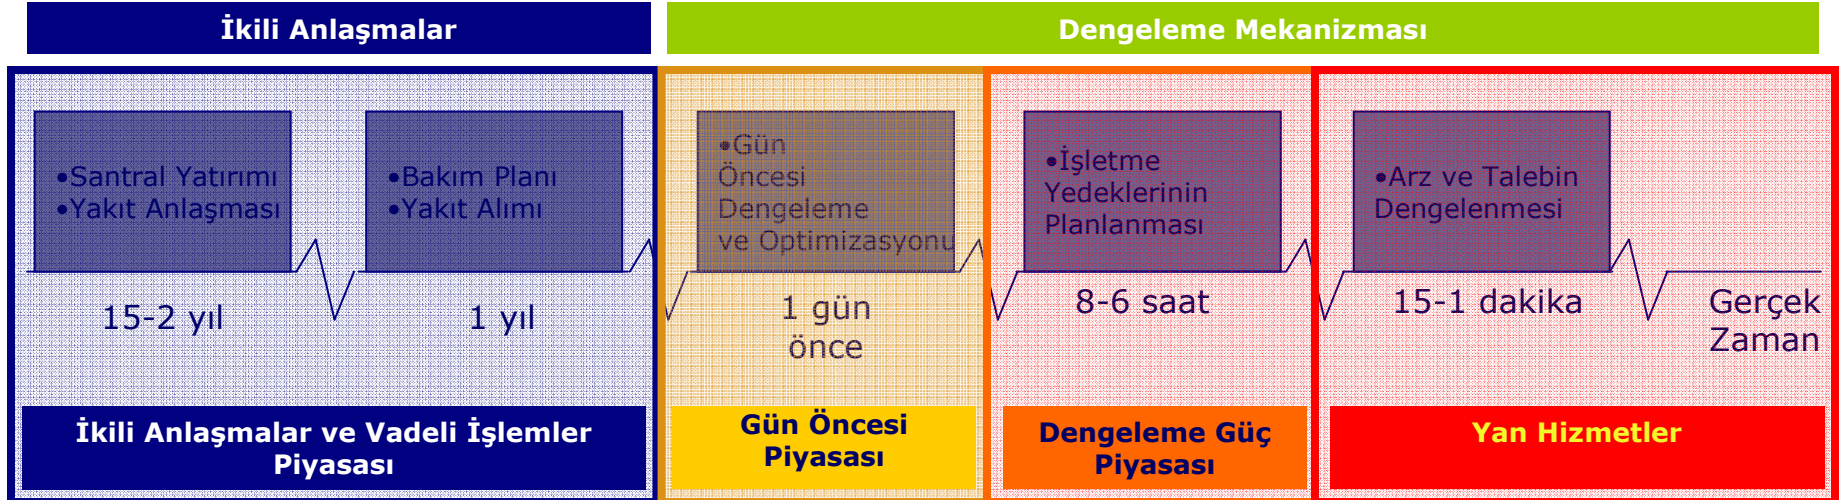 İkili Anlaşmalar
Dengeleme Mekanizması
•Santral Yatırımı
•Yakıt Anlaşması
15-2 yıl
•Bakım Planı
•Yakıt Alımı
1 yıl
•Gün
Öncesi
Dengeleme
ve Optimizasyonu
1 gün
önce
•İşletme
Yedeklerinin
Planlanması
8-6 saat
•Arz ve Talebin
Dengelenmesi
15-1 dakika
Gerçek
Zaman
İkili Anlaşmalar ve Vadeli İşlemler
Piyasası
Gün Öncesi
Piyasası
Dengeleme Güç
Piyasası
Yan Hizmetler